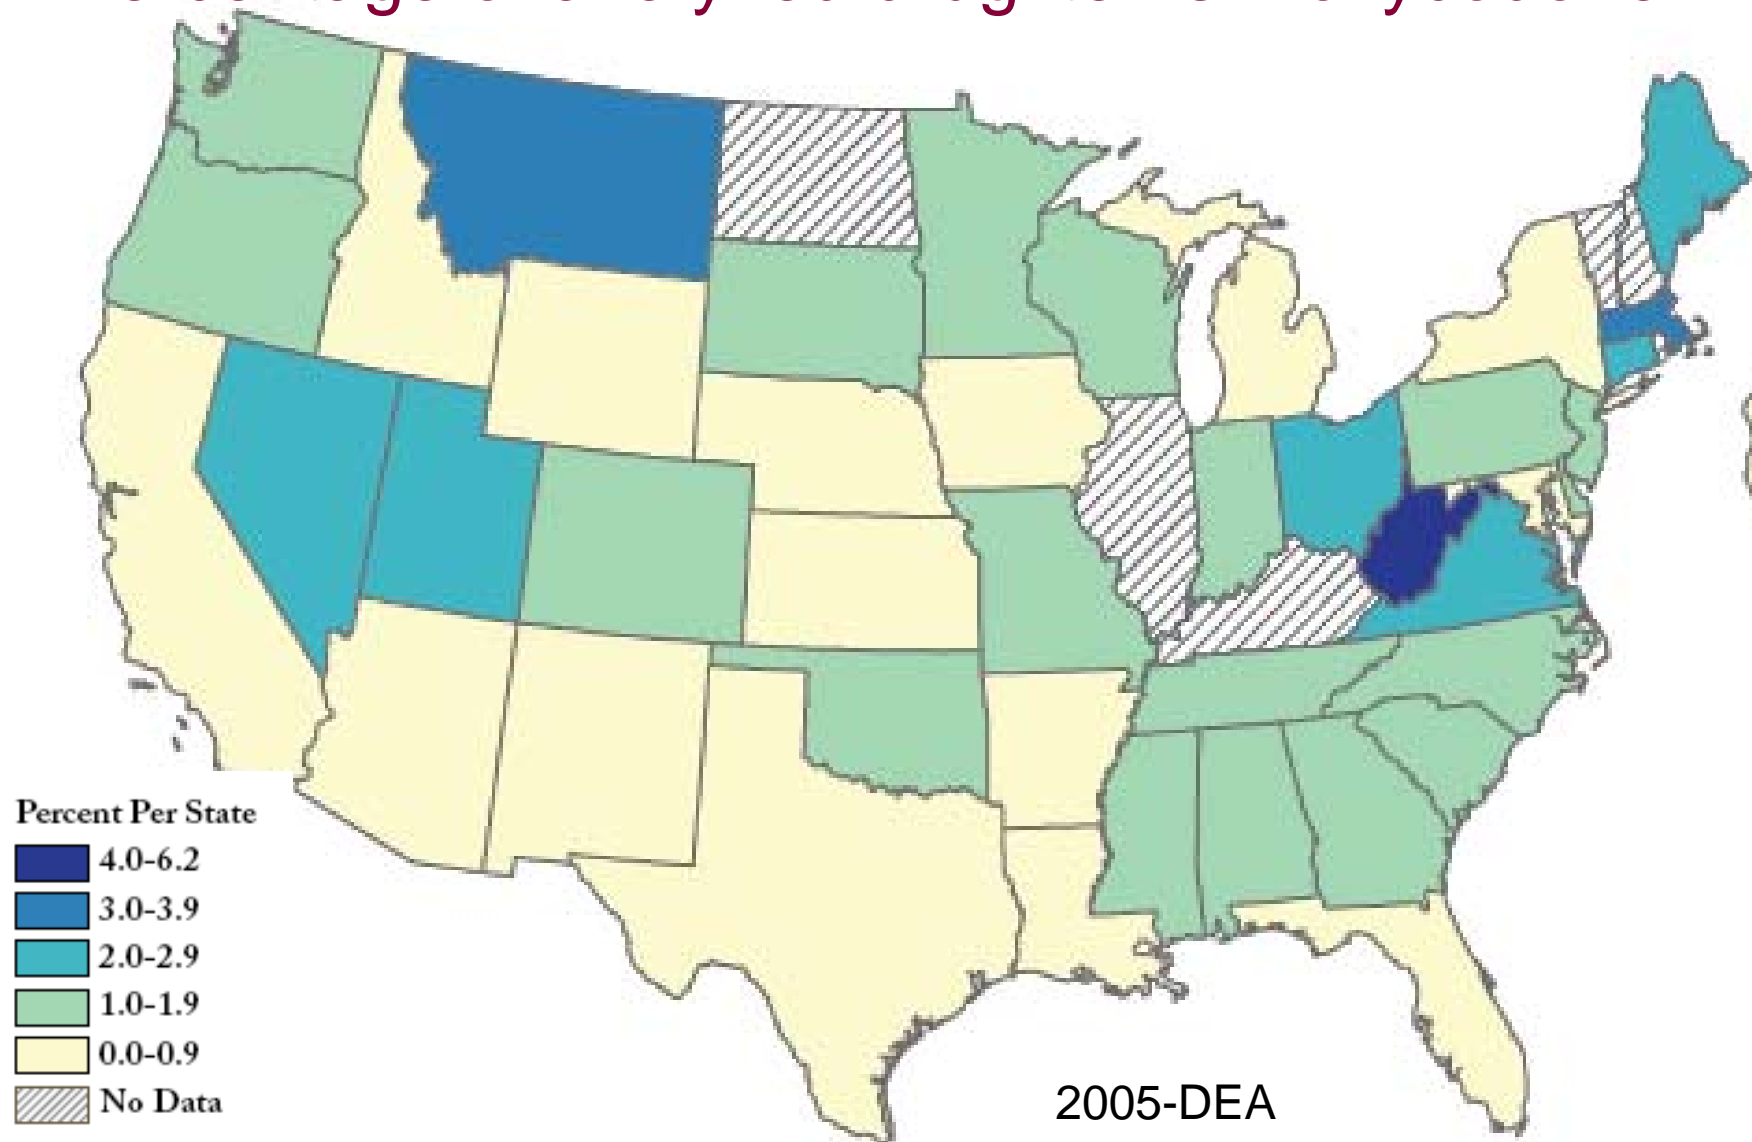 Percent Per State
4.0-6.2
3.0-3.9
2.0-2.9
1.0-1.9
0.0-0.9
No Data
2005-DEA